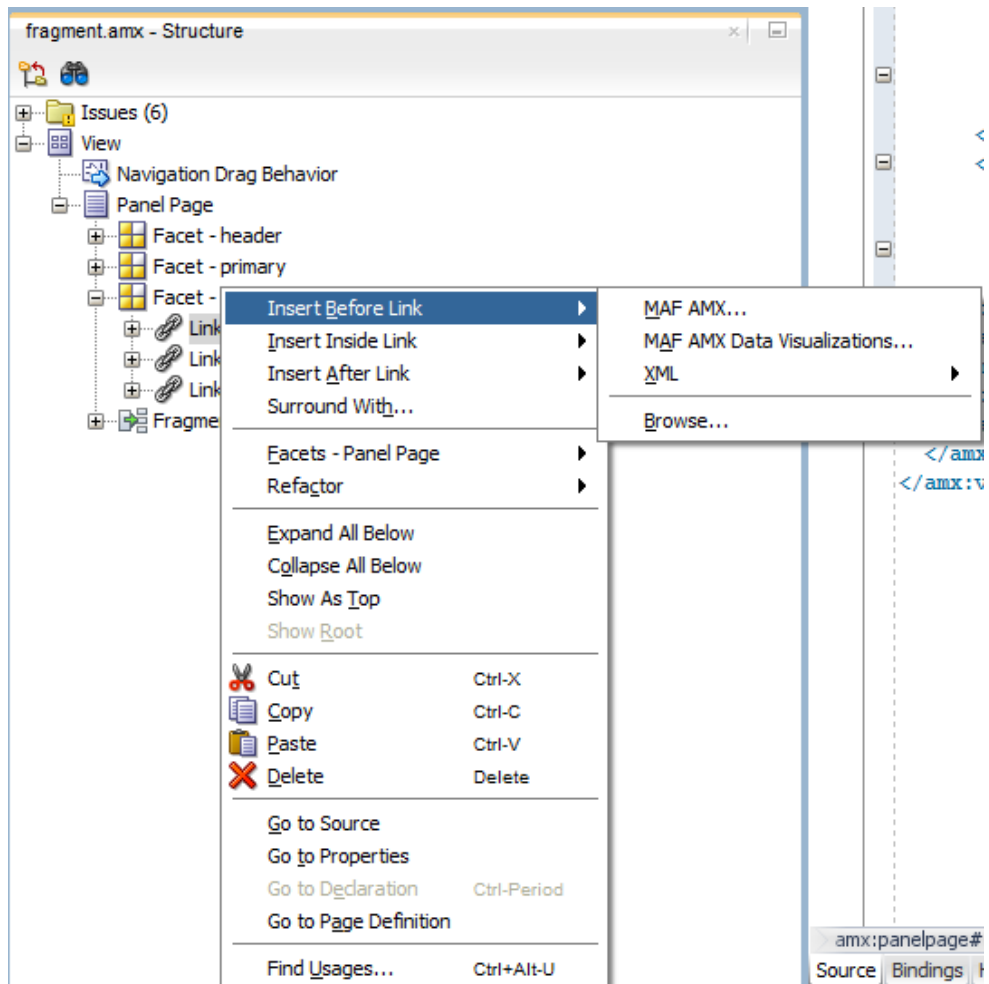 fragment.amx - Structure
Issues (6)
View
Navigation Drag Behavior
Panel Page
Facet - header
Facet - primary
Facet -
Link
Link
Link
Insert Before Link
Insert Inside Link
Insert After Link
Surround With...
Facets - Panel Page
Refactor
Expand All Below
Collapse All Below
Show As Top
Show Root
Cut Ctrl-X
Copy Ctrl-C
Paste Ctrl-V
Delete Delete
Go to Source
Go to Properties
Go to Declaration Ctrl-Period
Go to Page Definition
Find Usages... Ctrl+Alt-U
MAF AMX...
MAF AMX Data Visualizations...
XML
Browse...
<
<
</amx
</amx:v
amx:panelpage#
Source Bindings